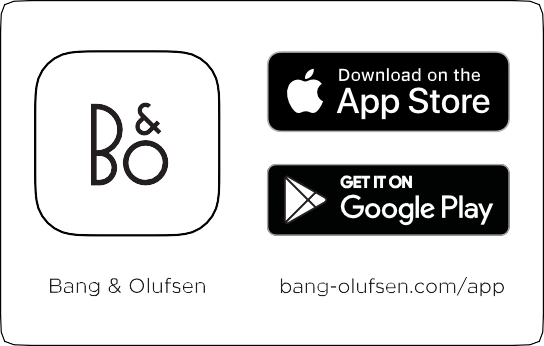 B&O
Bang & Olufsen
Download on the
App Store
GET IT ON
Google Play
bang-olufsen.com/app